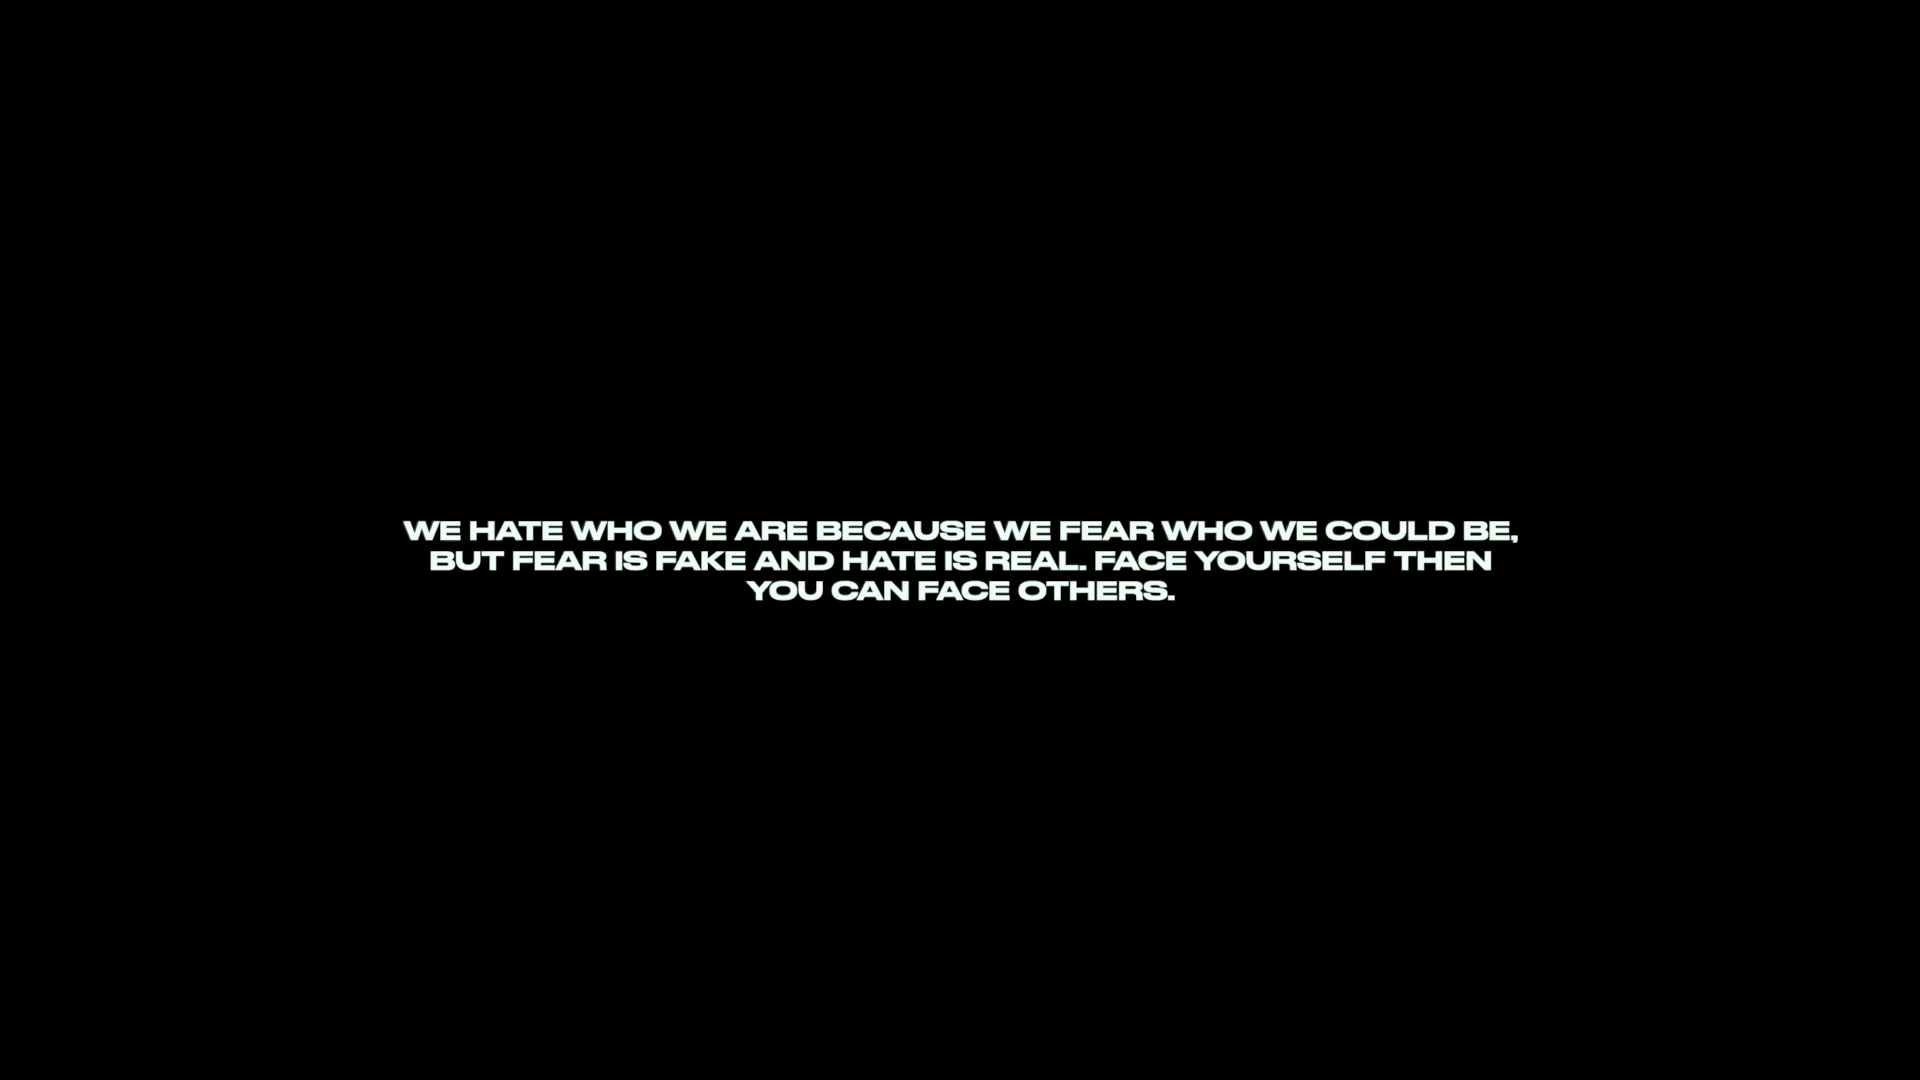 WE HATE WHO WE ARE BECAUSE WE FEAR WHO WE COULD BE,
BUT FEAR IS FAKE AND HATE IS REAL. FACE YOURSELF THEN
YOU CAN FACE OTHERS.